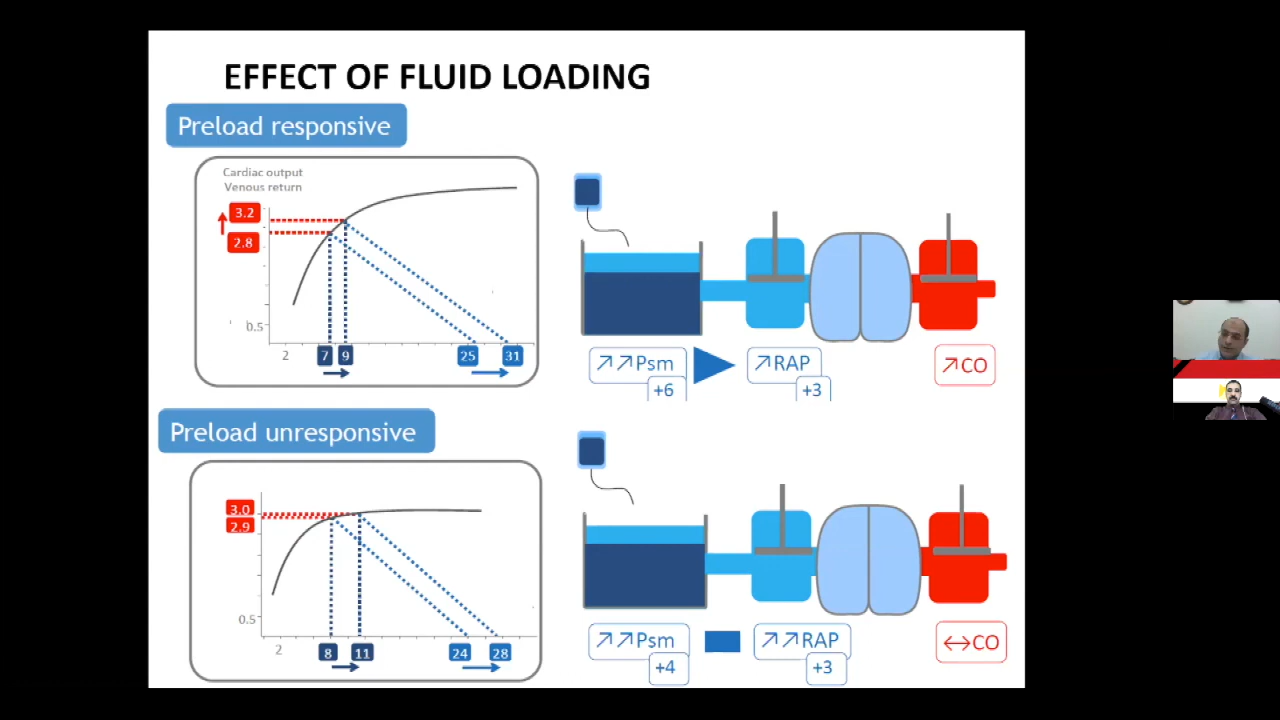 EFFECT OF FLUID LOADING
Preload responsive
Cardiac output
Venous return
3.2
2.8
0.5
2
7
9
25
31
↗↗Psm
+6
↗RAP
+3
↗CO
Preload unresponsive
3.0
2.9
0.5
2
8
11
24
28
↗↗Psm
+4
↗↗RAP
+3
↔CO